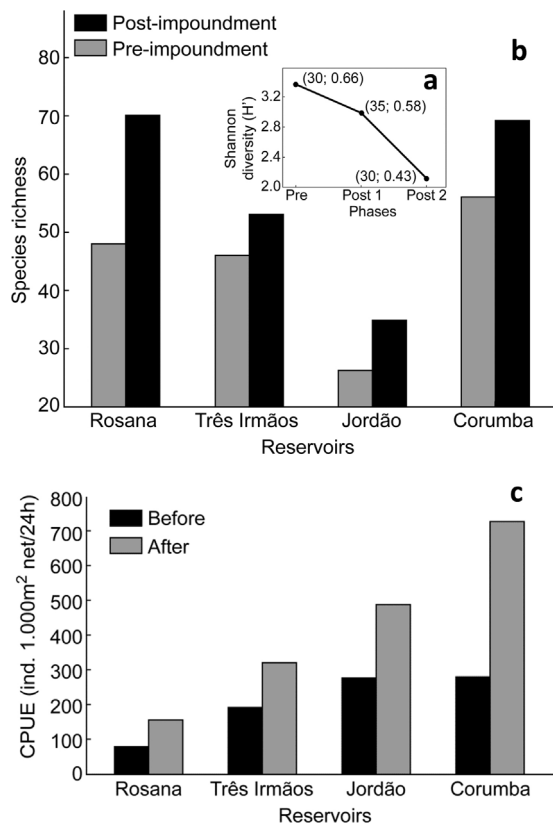 Post-impoundment
Pre-impoundment
b
80
70
60
50
40
30
20
Species richness
a
(30; 0.66)
(35; 0.58)
(30; 0.43)
3.2
2.8
2.4
2.0
Shannon
diversity (H')
Pre Post 1 Post 2
Phases
Rosana Três Irmãos Jordão Corumba
Reservoirs
c
Before
After
800
700
600
500
400
300
200
100
0
CPUE (ind. 1.000m² net/24h)
Rosana Três Irmãos Jordão Corumba
Reservoirs